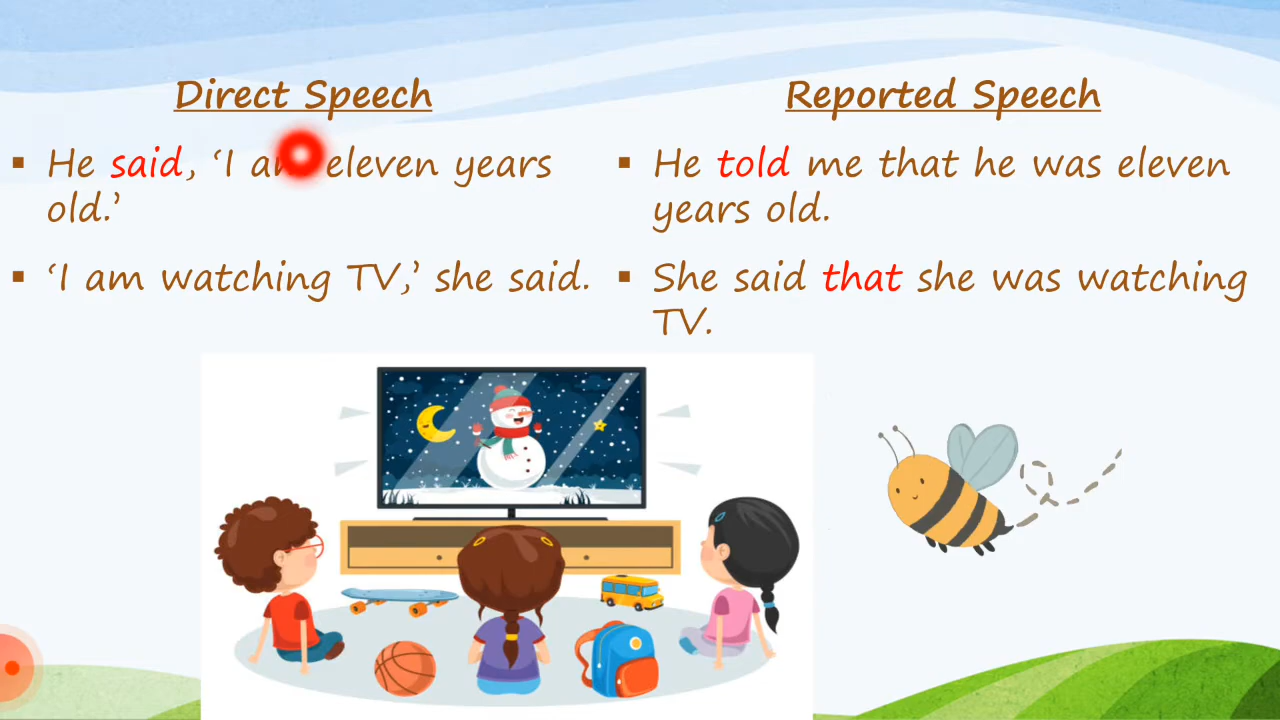 Direct Speech
▪ He said, ‘I am eleven years
old.’
▪ ‘I am watching TV,’ she said.
Reported Speech
▪ He told me that he was eleven
years old.
▪ She said that she was watching
TV.